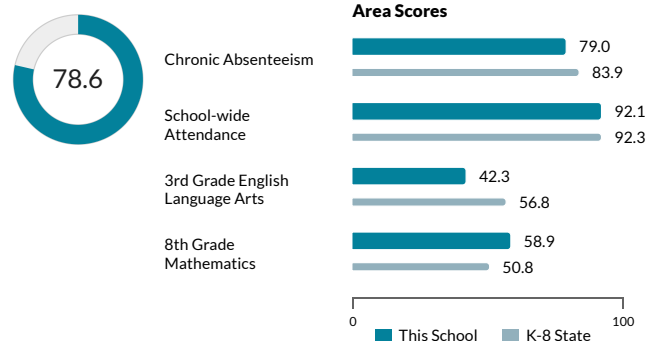 Area Scores
78.6
Chronic Absenteeism
79.0
83.9
School-wide
Attendance
92.1
92.3
3rd Grade English
Language Arts
42.3
56.8
8th Grade
Mathematics
58.9
50.8
0
100
This School
K-8 State